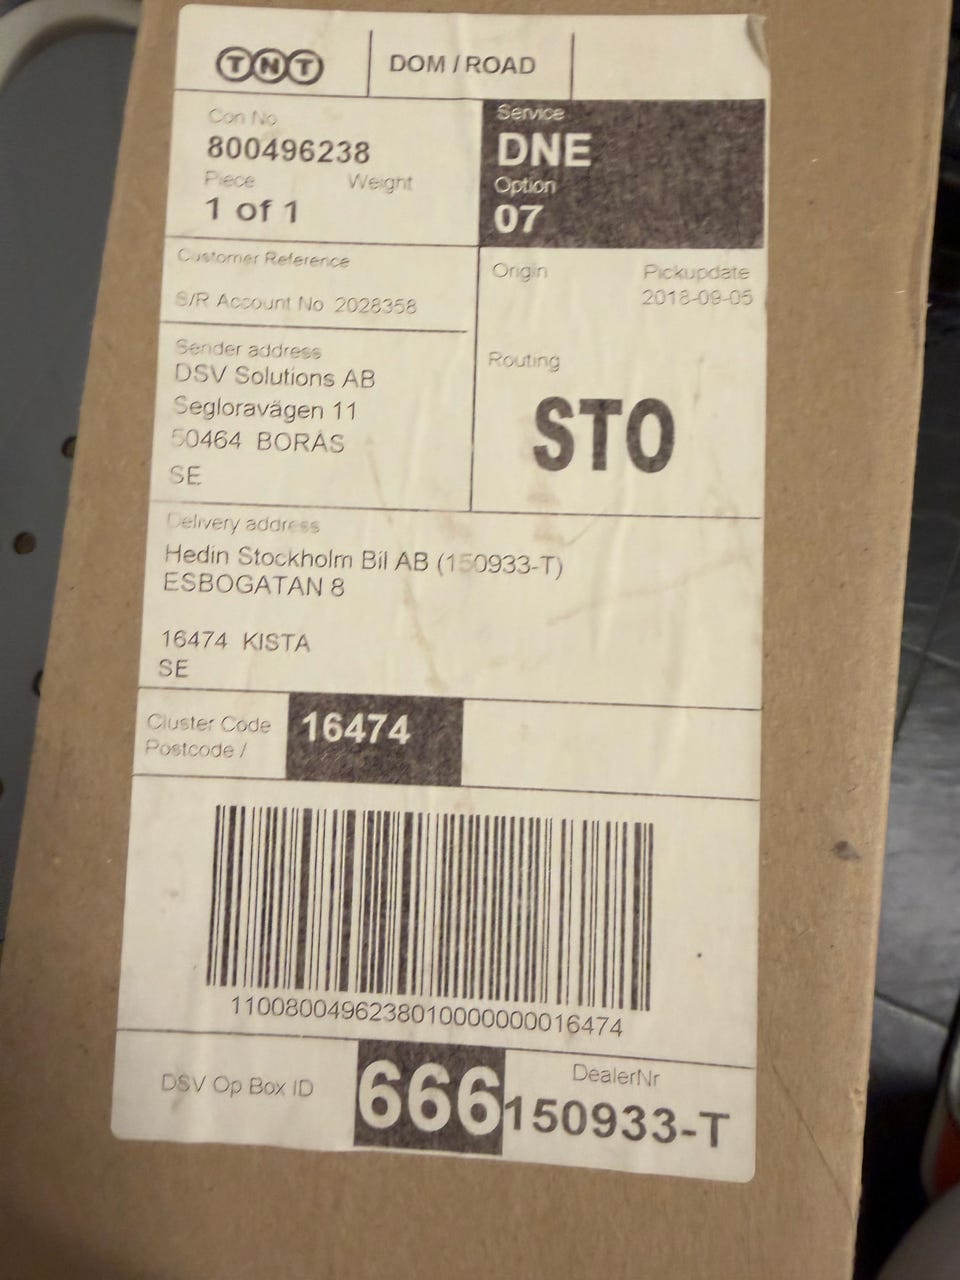 TNT DOM / ROAD
Con No
800496238
Piece Weight
1 of 1
Service
DNE
Option
07
Customer Reference
S/R Account No 2028358
Origin Pickupdate
2018-09-05
Sender address
DSV Solutions AB
Segloravägen 11
50464 BORÅS
SE
Routing
STO
Delivery address
Hedin Stockholm Bil AB (150933-T)
ESBOGATAN 8
16474 KISTA
SE
Cluster Code
Postcode /
16474
1100800496238010000000016474
DSV Op Box ID
666
DealerNr
150933-T